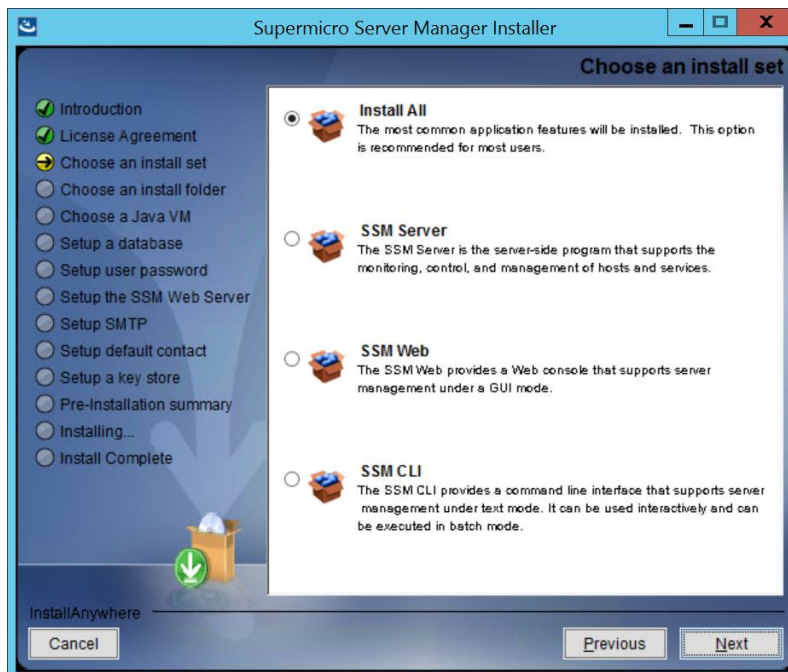 Supermicro Server Manager Installer
Choose an install set
Introduction
License Agreement
Choose an install set
Choose an install folder
Choose a Java VM
Setup a database
Setup user password
Setup the SSM Web Server
Setup SMTP
Setup default contact
Setup a key store
Pre-Installation summary
Installing...
Install Complete
Install All
The most common application features will be installed.  This option
is recommended for most users.
SSM Server
The SSM Server is the server-side program that supports the
monitoring, control, and management of hosts and services.
SSM Web
The SSM Web provides a Web console that supports server
management under a GUI mode.
SSM CLI
The SSM CLI provides a command line interface that supports server
management under text mode. It can be used interactively and can
be executed in batch mode.
InstallAnywhere
Cancel
Previous
Next